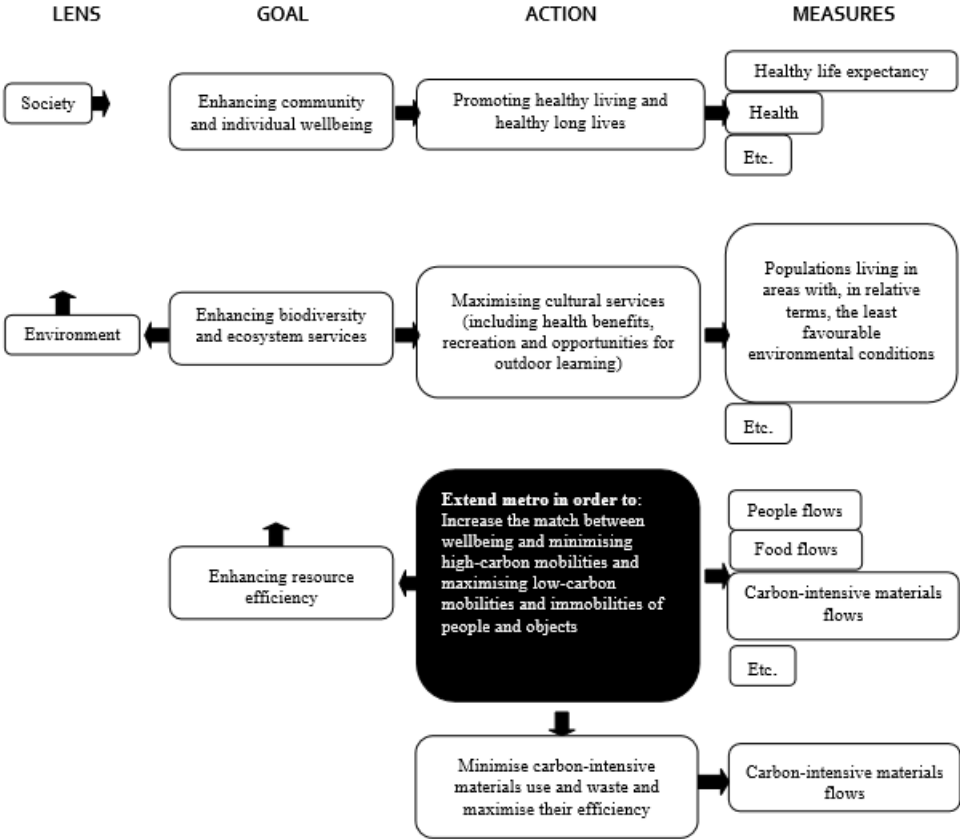 LENS
GOAL
ACTION
MEASURES
Society
Enhancing community
and individual wellbeing
Promoting healthy living and
healthy long lives
Healthy life expectancy
Health
Etc.
Environment
Enhancing biodiversity
and ecosystem services
Maximising cultural services
(including health benefits,
recreation and opportunities for
outdoor learning)
Populations living in
areas with, in relative
terms, the least
favourable
environmental conditions
Etc.
Enhancing resource
efficiency
Extend metro in order to:
Increase the match between
wellbeing and minimising
high-carbon mobilities and
maximising low-carbon
mobilities and immobilities of
people and objects
People flows
Food flows
Carbon-intensive materials
flows
Etc.
Minimise carbon-intensive
materials use and waste and
maximise their efficiency
Carbon-intensive materials
flows